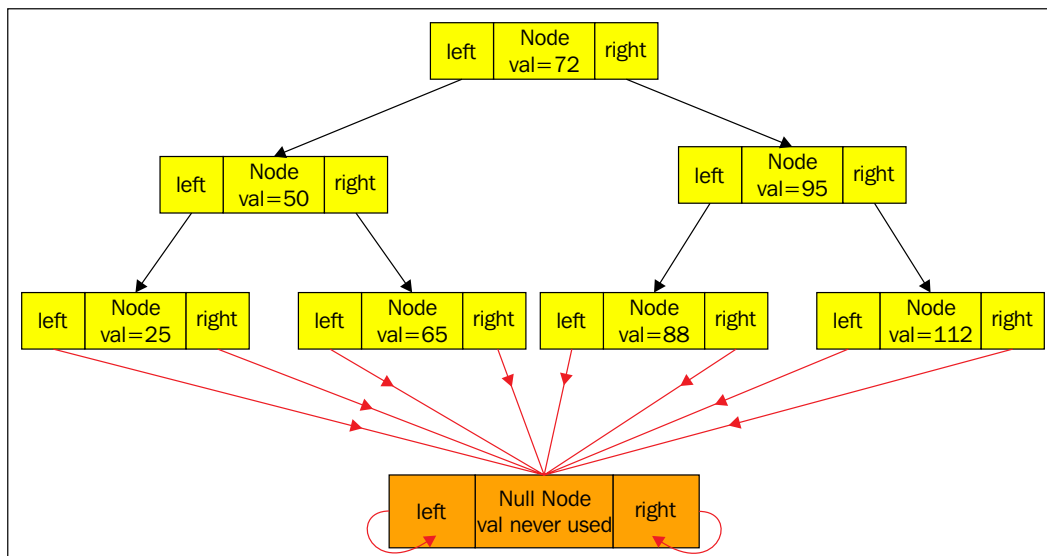 left Node right
val=72
left Node right
val=50
left Node right
val=95
left Node right
val=25
left Node right
val=65
left Node right
val=88
left Node right
val=112
left Null Node right
val never used